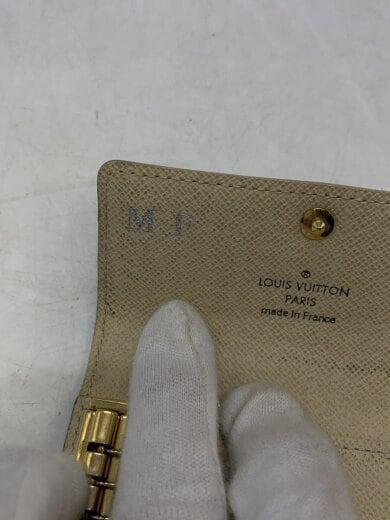 M F
®
LOUIS VUITTON
PARIS
made in France